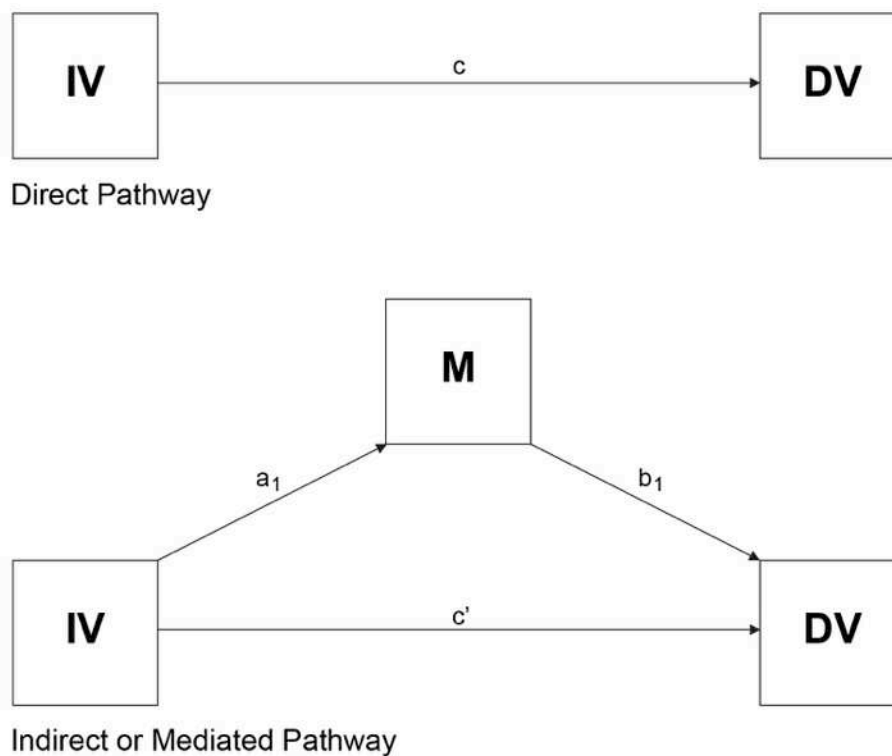 IV
c
DV
Direct Pathway
M
a₁
b₁
IV
c’
DV
Indirect or Mediated Pathway